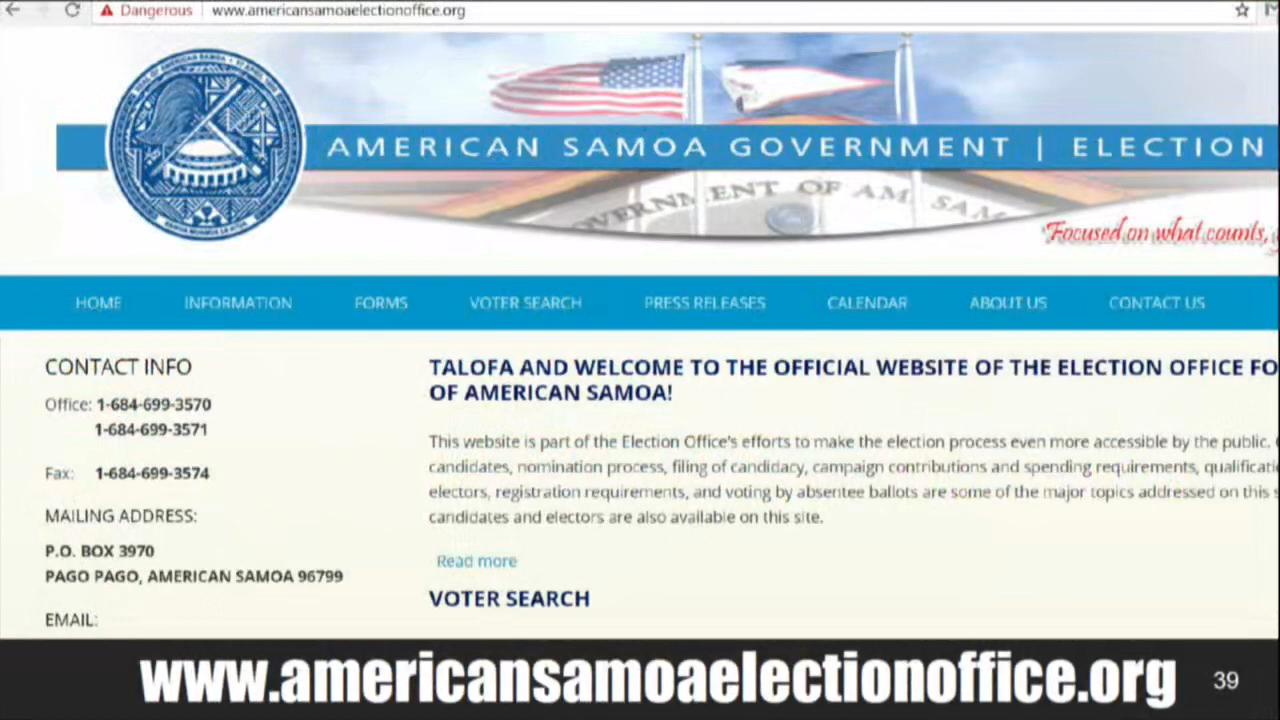 Dangerous www.americansamoaelectionoffice.org
AMERICAN SAMOA GOVERNMENT | ELECTION
GOVERNMENT OF AM SAM
"Focused on what counts,
HOME INFORMATION FORMS VOTER SEARCH PRESS RELEASES CALENDAR ABOUT US CONTACT US
CONTACT INFO
Office: 1-684-699-3570
1-684-699-3571
Fax: 1-684-699-3574
MAILING ADDRESS:
P.O. BOX 3970
PAGO PAGO, AMERICAN SAMOA 96799
EMAIL:
TALOFA AND WELCOME TO THE OFFICIAL WEBSITE OF THE ELECTION OFFICE FO
OF AMERICAN SAMOA!
This website is part of the Election Office's efforts to make the election process even more accessible by the public.
candidates, nomination process, filing of candidacy, campaign contributions and spending requirements, qualificati
electors, registration requirements, and voting by absentee ballots are some of the major topics addressed on this
candidates and electors are also available on this site.
Read more
VOTER SEARCH
www.americansamoaelectionoffice.org
39